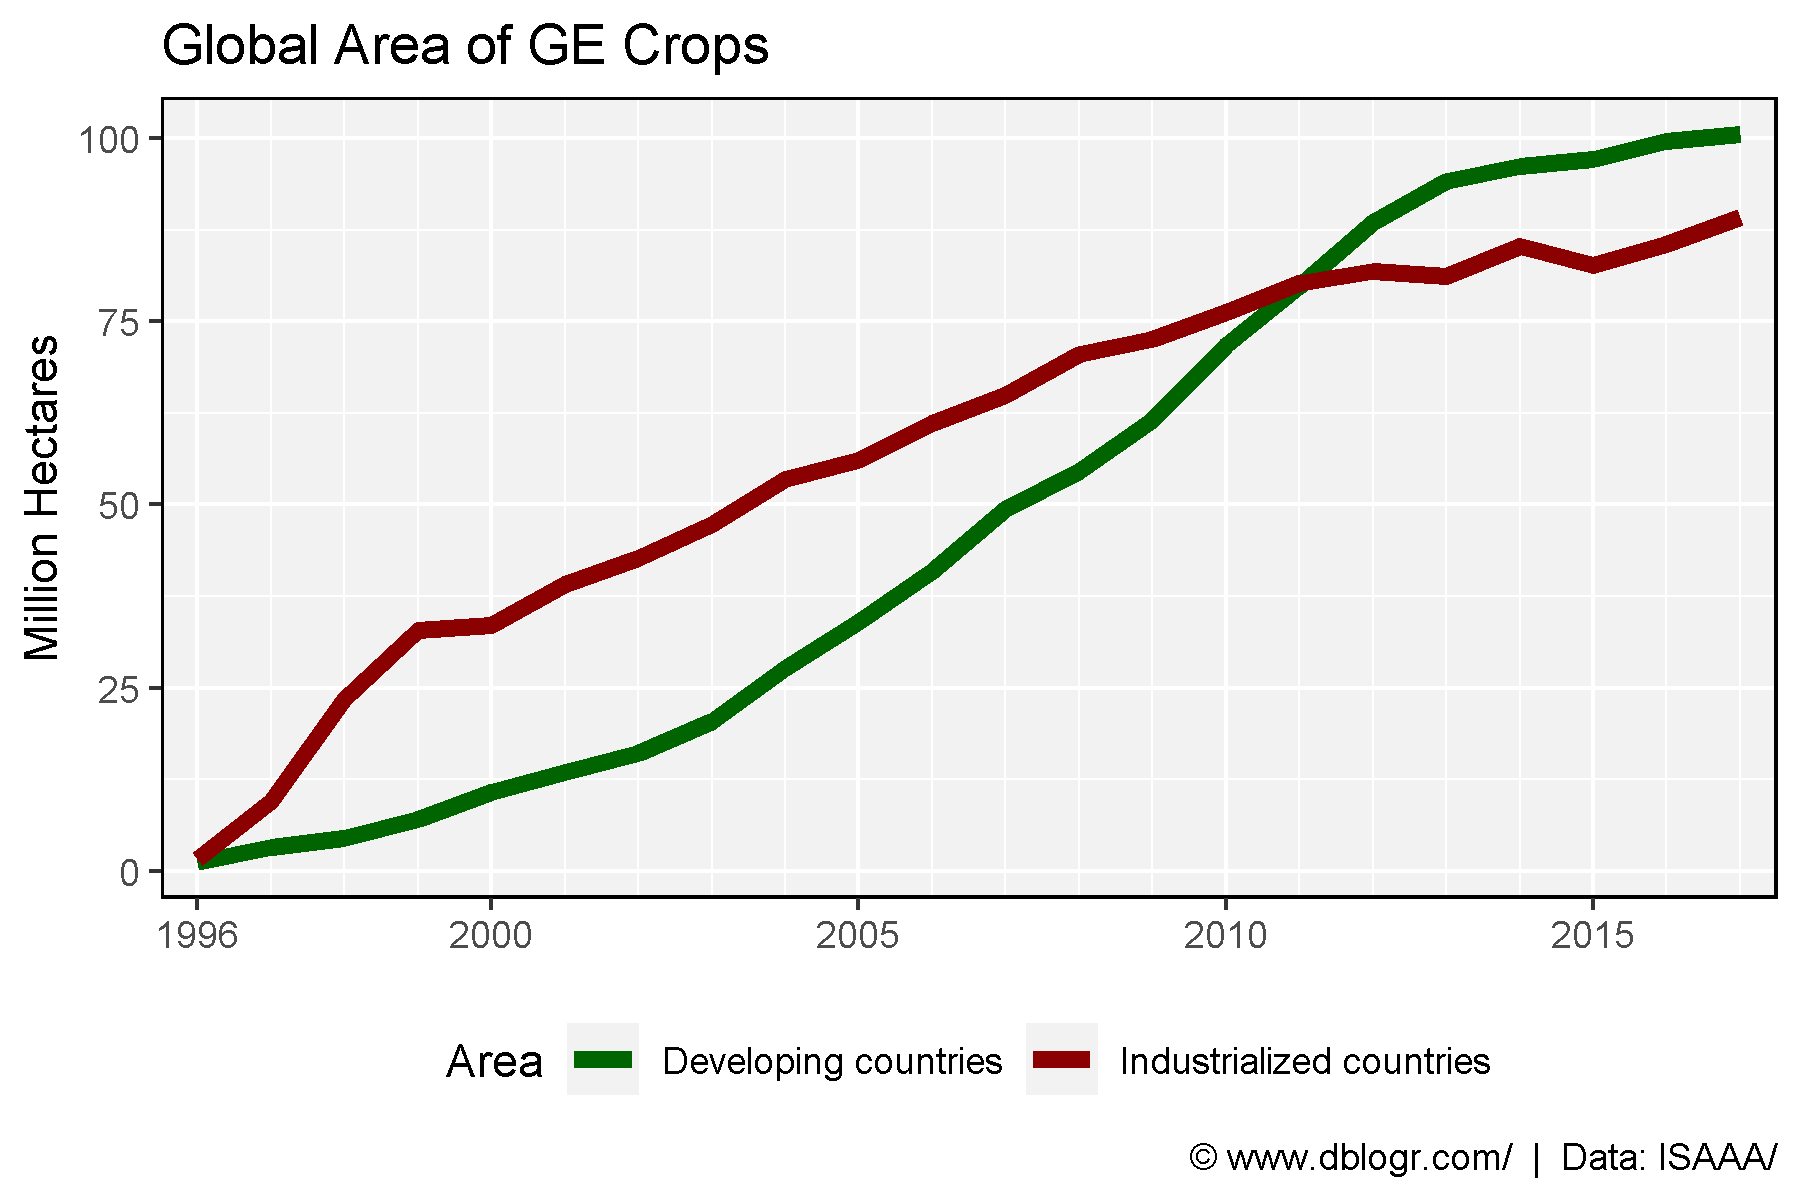 Global Area of GE Crops
Million Hectares
100
75
50
25
0
1996 2000 2005 2010 2015
Area Developing countries Industrialized countries
© www.dblogr.com/ | Data: ISAAA/